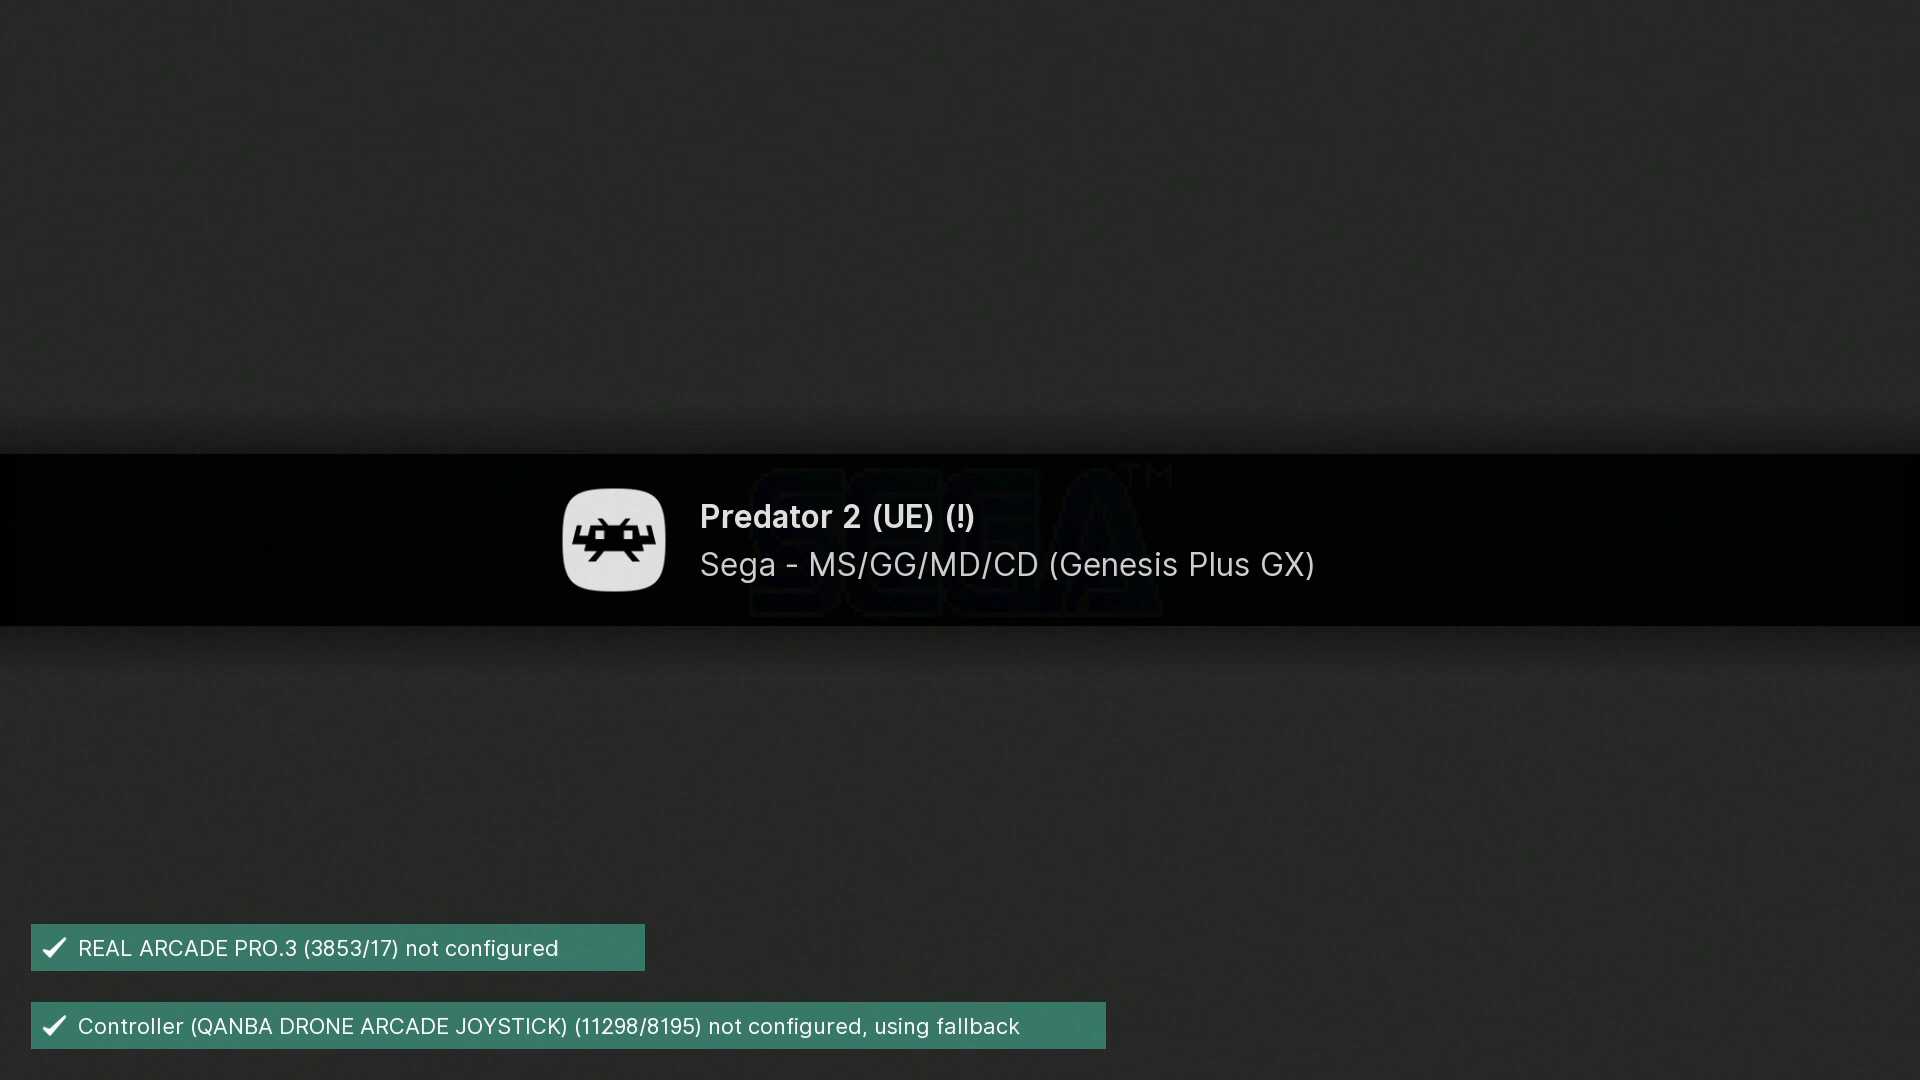 SEGA™
Predator 2 (UE) (!)
Sega - MS/GG/MD/CD (Genesis Plus GX)
REAL ARCADE PRO.3 (3853/17) not configured
Controller (QANBA DRONE ARCADE JOYSTICK) (11298/8195) not configured, using fallback